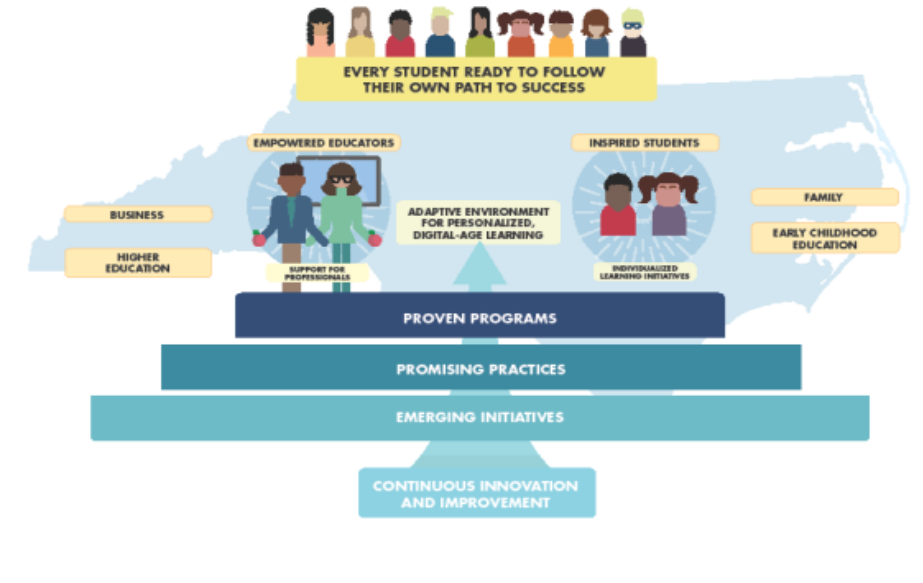 EVERY STUDENT READY TO FOLLOW
THEIR OWN PATH TO SUCCESS
EMPOWERED EDUCATORS
INSPIRED STUDENTS
BUSINESS
HIGHER
EDUCATION
ADAPTIVE ENVIRONMENT
FOR PERSONALIZED,
DIGITAL-AGE LEARNING
FAMILY
EARLY CHILDHOOD
EDUCATION
SUPPORT FOR
PROFESSIONALS
INDIVIDUALIZED
LEARNING INITIATIVES
PROVEN PROGRAMS
PROMISING PRACTICES
EMERGING INITIATIVES
CONTINUOUS INNOVATION
AND IMPROVEMENT